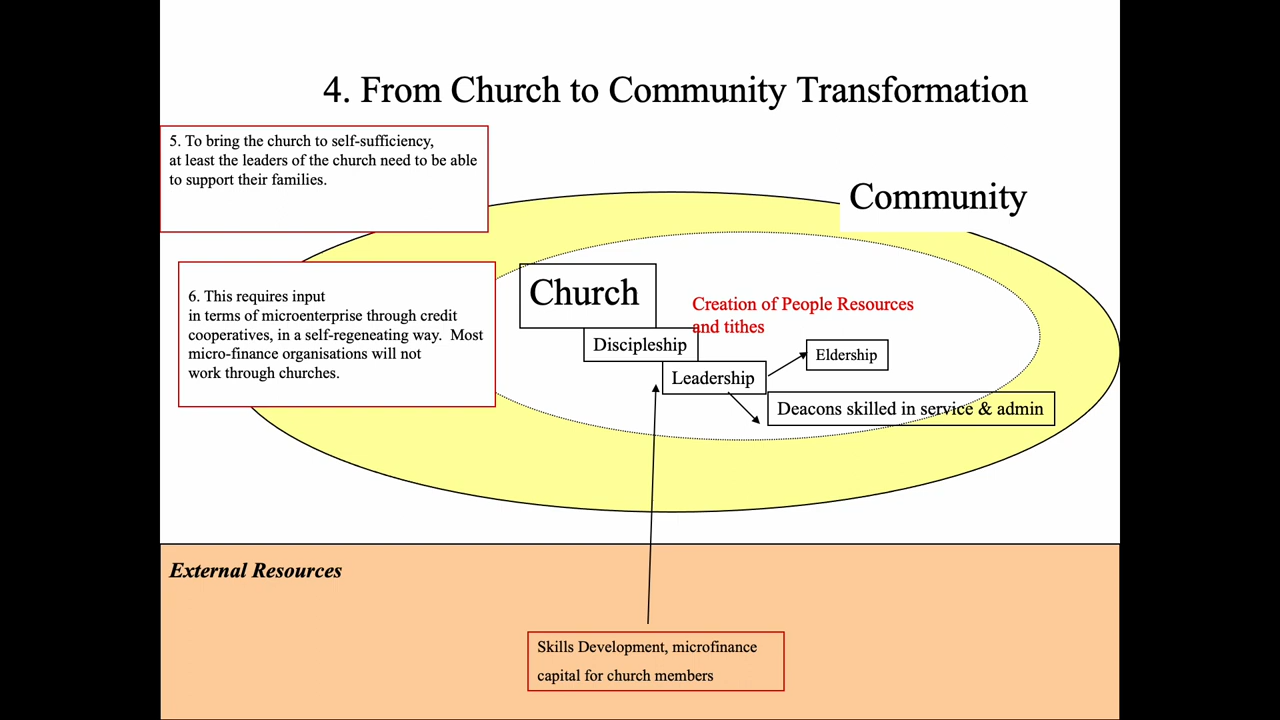 4. From Church to Community Transformation
5. To bring the church to self-sufficiency,
at least the leaders of the church need to be able
to support their families.
Community
6. This requires input
in terms of microenterprise through credit
cooperatives, in a self-regeneating way.  Most
micro-finance organisations will not
work through churches.
Church
Creation of People Resources
and tithes
Discipleship
Eldership
Leadership
Deacons skilled in service & admin
External Resources
Skills Development, microfinance
capital for church members